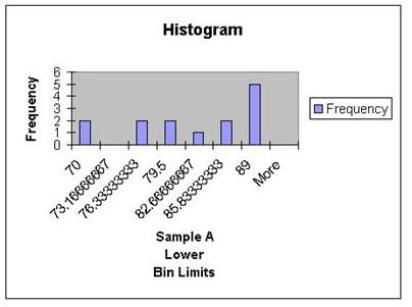 Histogram
Frequency
6
5
4
3
2
1
0
70
73.16666667
76.33333333
79.5
82.66666667
85.83333333
89
More
Sample A
Lower
Bin Limits
Frequency